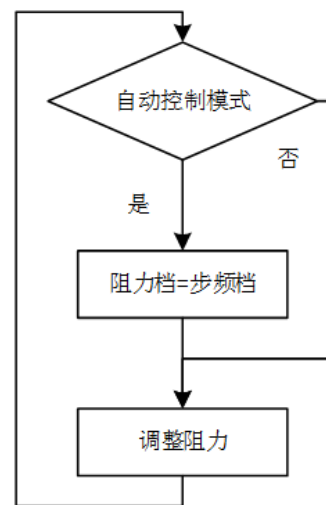 自动控制模式
否
是
阻力档=步频档
调整阻力